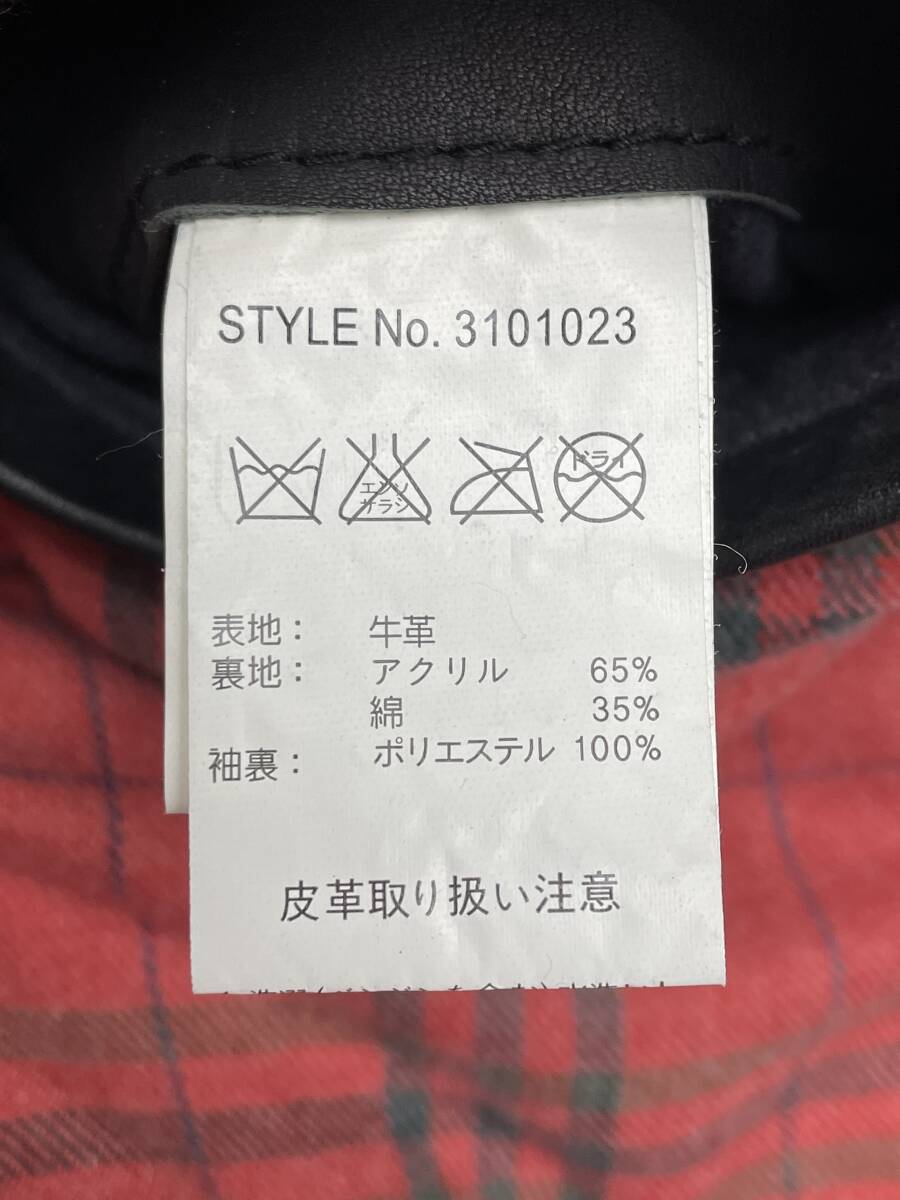 STYLE No. 3101023
エンソ
サラシ
ドライ
表地： 牛革
裏地： アクリル 65%
綿 35%
袖裏： ポリエステル 100%
皮革取り扱い注意